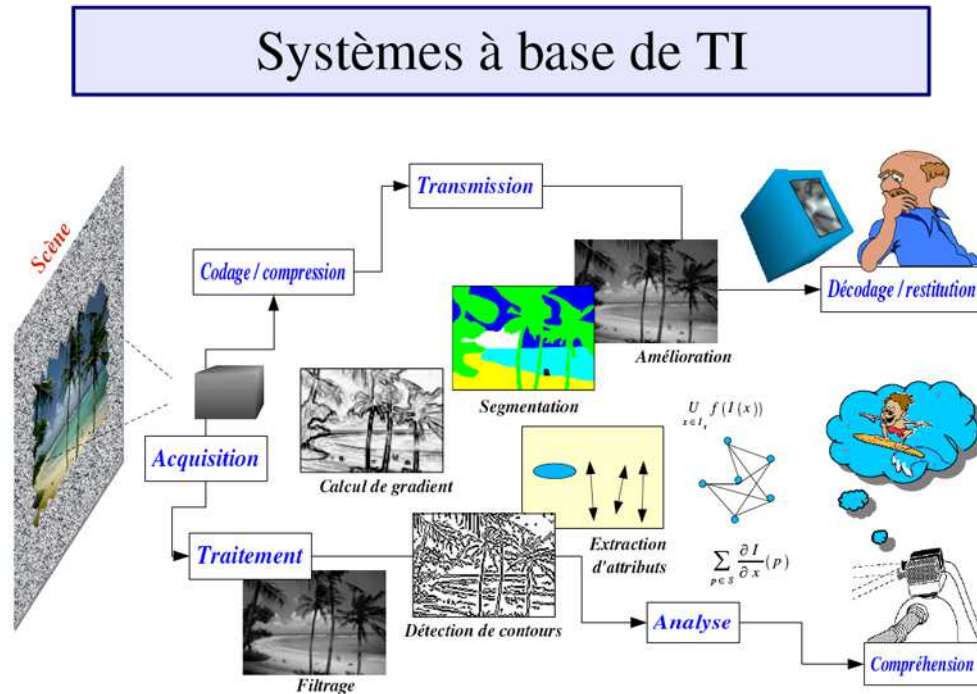 Systèmes à base de TI
Scène
Transmission
Codage / compression
Décodage / restitution
Amélioration
Segmentation
U f ( I ( x ))
x ∈ I_s
Acquisition
Calcul de gradient
Extraction
d'attributs
∑ ∂ I / ∂ x ( p )
p ∈ S
Traitement
Détection de contours
Analyse
Filtrage
Compréhension